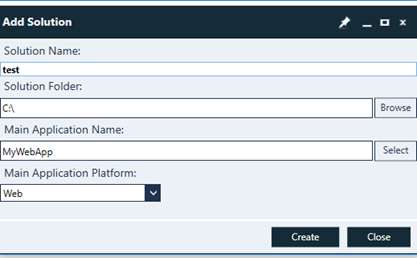 Add Solution
Solution Name:
test
Solution Folder:
C:\
Browse
Main Application Name:
MyWebApp
Select
Main Application Platform:
Web
Create
Close